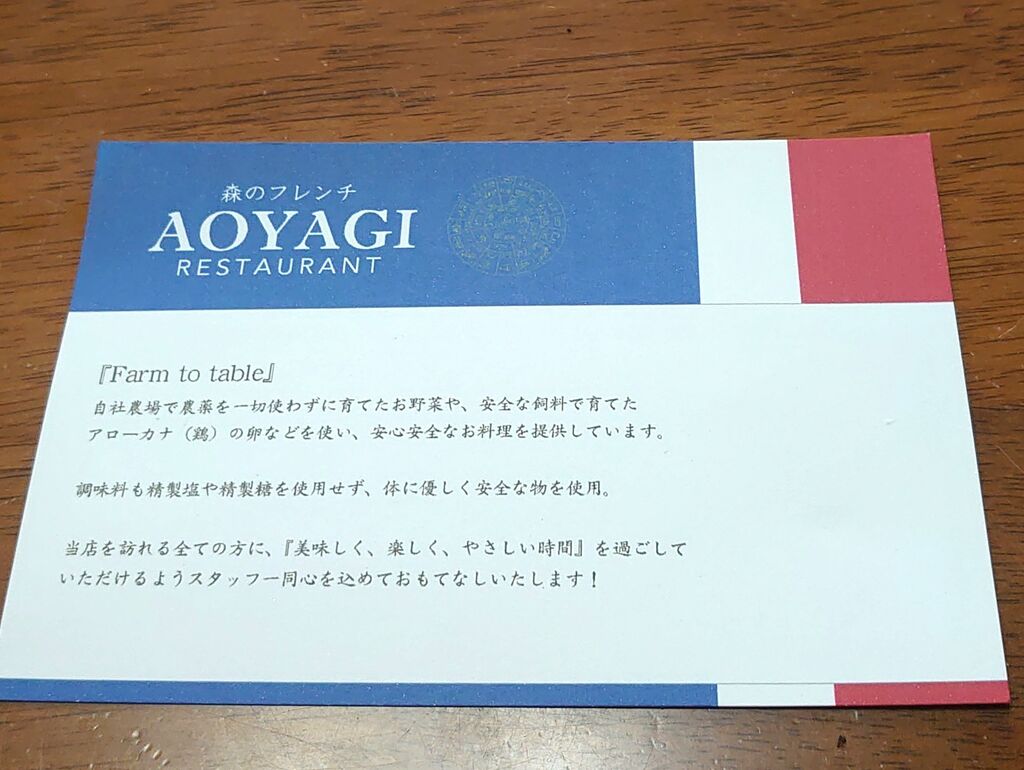 森のフレンチ
AOYAGI
RESTAURANT
『Farm to table』
自社農場で農薬を一切使わずに育てたお野菜や、安全な飼料で育てた
アローカナ（鶏）の卵などを使い、安心安全なお料理を提供しています。
調味料も精製塩や精製糖を使用せず、体に優しく安全な物を使用。
当店を訪れる全ての方に、『美味しく、楽しく、やさしい時間』を過ごして
いただけるようスタッフ一同心を込めておもてなしいたします！